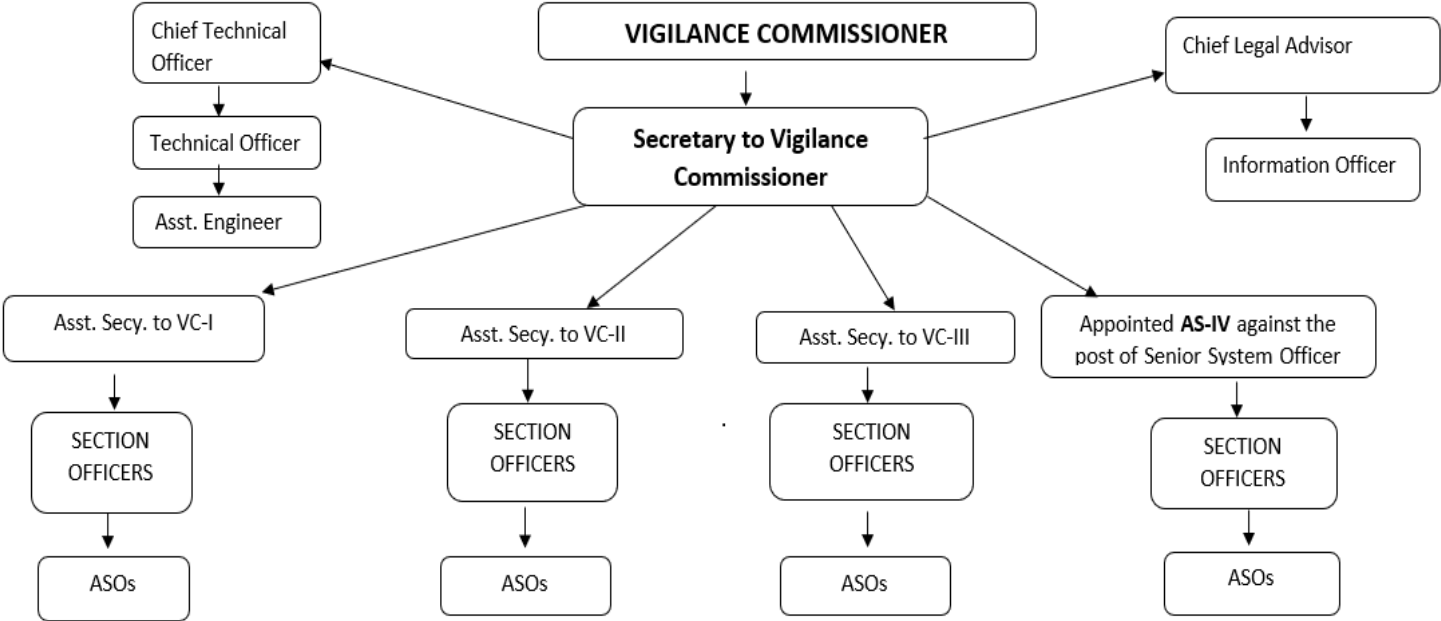 Chief Technical
Officer
VIGILANCE COMMISSIONER
Chief Legal Advisor
Technical Officer
Secretary to Vigilance
Commissioner
Information Officer
Asst. Engineer
Asst. Secy. to VC-I
Asst. Secy. to VC-II
Asst. Secy. to VC-III
Appointed AS-IV against the
post of Senior System Officer
SECTION
OFFICERS
SECTION
OFFICERS
SECTION
OFFICERS
SECTION
OFFICERS
ASOs
ASOs
ASOs
ASOs